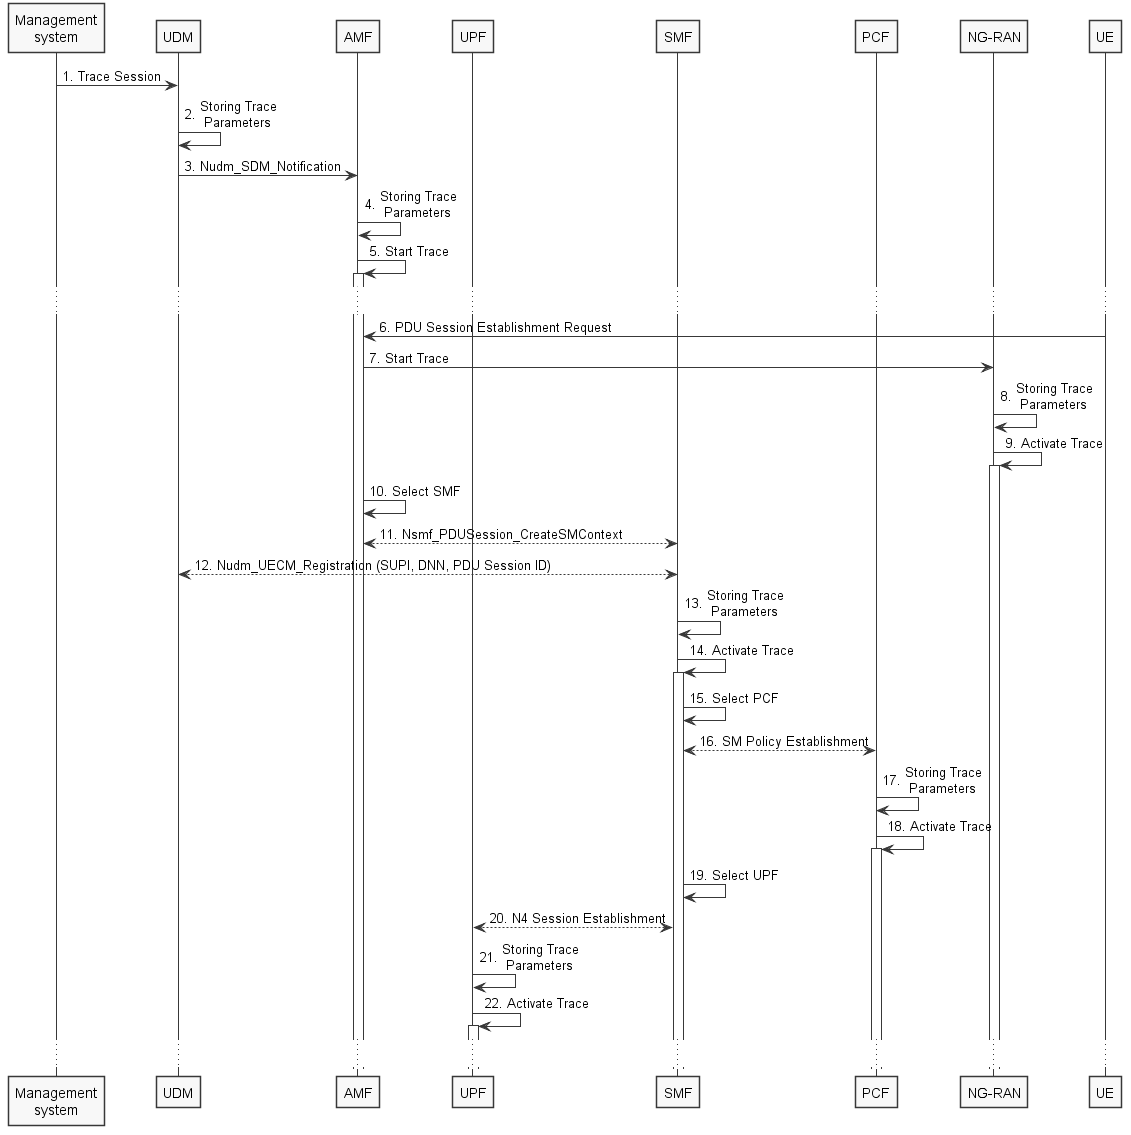 Management
system
UDM
AMF
UPF
SMF
PCF
NG-RAN
UE
1. Trace Session
2. Storing Trace
Parameters
3. Nudm_SDM_Notification
4. Storing Trace
Parameters
5. Start Trace
6. PDU Session Establishment Request
7. Start Trace
8. Storing Trace
Parameters
9. Activate Trace
10. Select SMF
11. Nsmf_PDUSession_CreateSMContext
12. Nudm_UECM_Registration (SUPI, DNN, PDU Session ID)
13. Storing Trace
Parameters
14. Activate Trace
15. Select PCF
16. SM Policy Establishment
17. Storing Trace
Parameters
18. Activate Trace
19. Select UPF
20. N4 Session Establishment
21. Storing Trace
Parameters
22. Activate Trace
Management
system
UDM
AMF
UPF
SMF
PCF
NG-RAN
UE